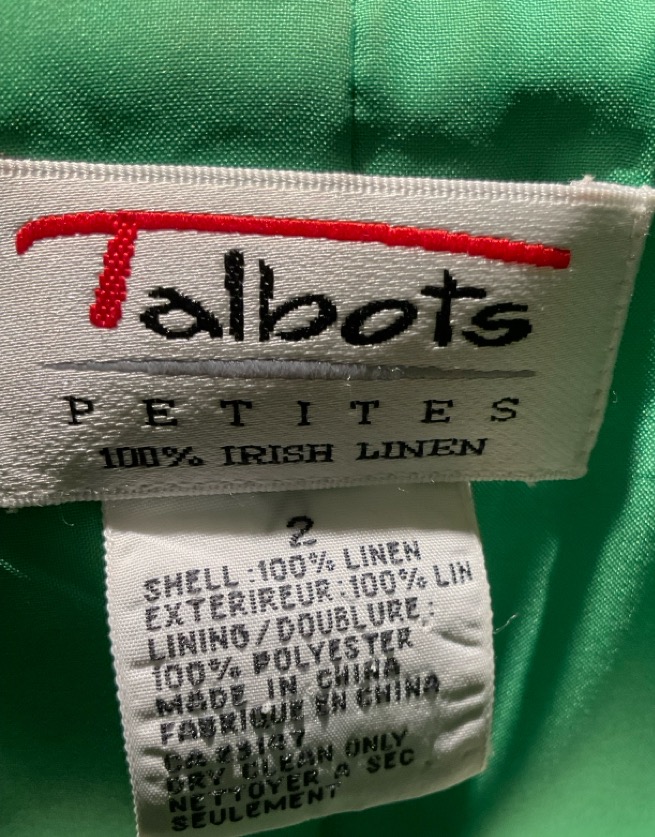 Talbots
PETITES
100% IRISH LINEN
2
SHELL:100% LINEN
EXTERIREUR:100% LIN
LINING/DOUBLURE:
100% POLYESTER
MADE IN CHINA
FABRIQUE EN CHINA
DRY CLEAN ONLY
NETTOYER A SEC
SEULEMENT